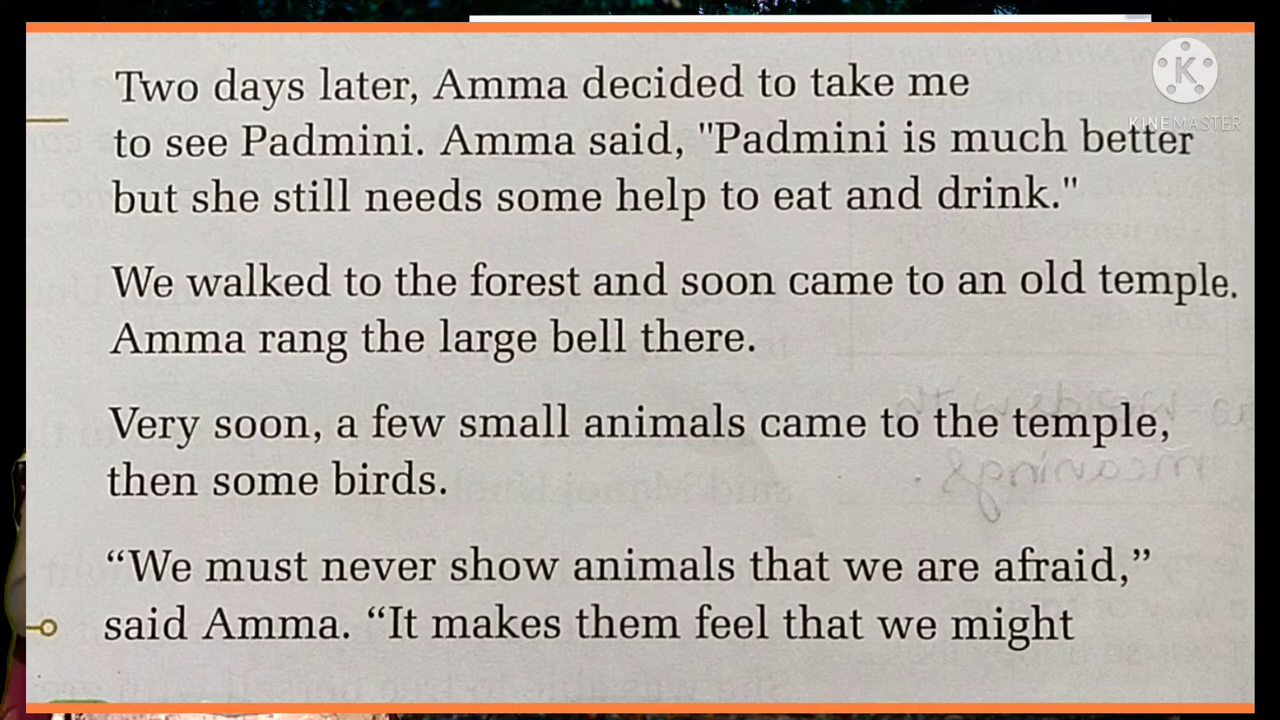 Two days later, Amma decided to take me
to see Padmini. Amma said, "Padmini is much better
but she still needs some help to eat and drink."
We walked to the forest and soon came to an old temple.
Amma rang the large bell there.
Very soon, a few small animals came to the temple,
then some birds.
“We must never show animals that we are afraid,”
said Amma. “It makes them feel that we might
K
KINEMASTER